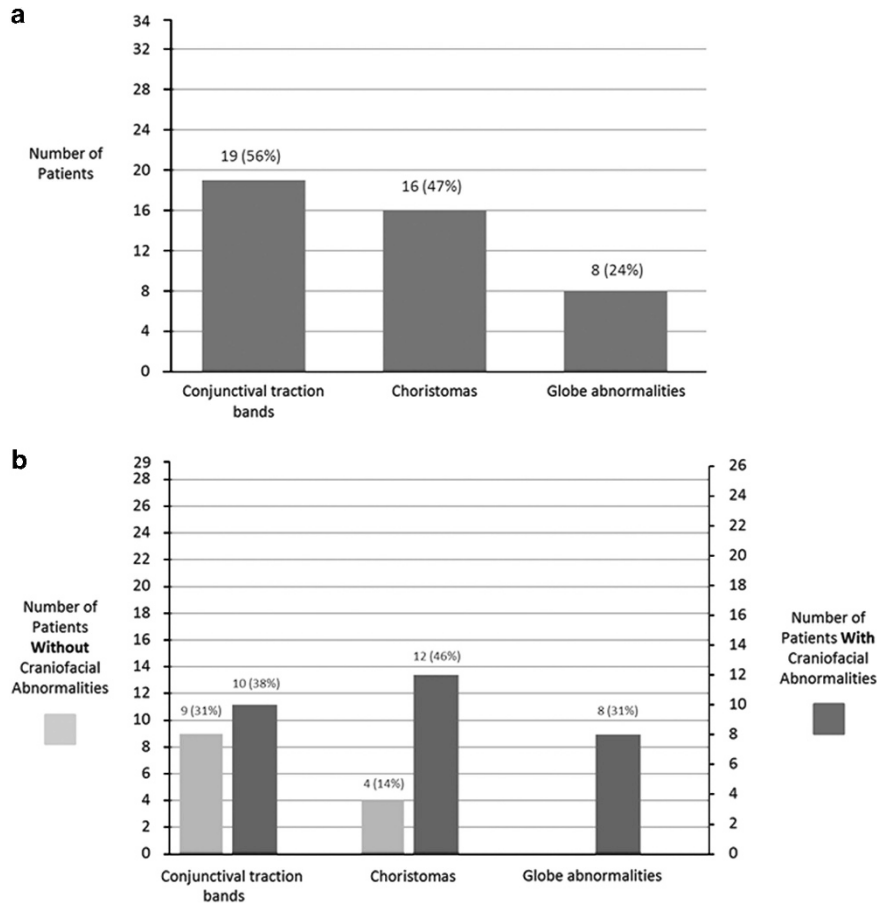 a
34
32
28
24
20
16
12
8
4
0
Number of
Patients
19 (56%)
16 (47%)
8 (24%)
Conjunctival traction
bands
Choristomas
Globe abnormalities
b
29
28
26
24
22
20
18
16
14
12
10
8
6
4
2
0
Number of
Patients
Without
Craniofacial
Abnormalities
9 (31%)
10 (38%)
4 (14%)
12 (46%)
8 (31%)
Conjunctival traction
bands
Choristomas
Globe abnormalities
26
24
22
20
18
16
14
12
10
8
6
4
2
0
Number of
Patients With
Craniofacial
Abnormalities